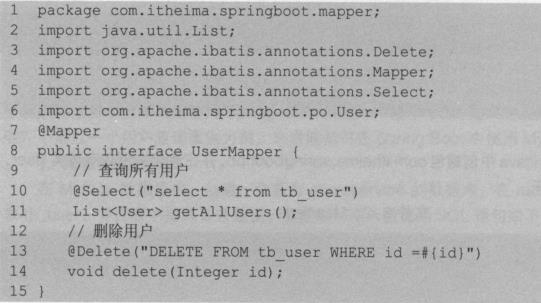 1 package com.itheima.springboot.mapper;
2 import java.util.List;
3 import org.apache.ibatis.annotations.Delete;
4 import org.apache.ibatis.annotations.Mapper;
5 import org.apache.ibatis.annotations.Select;
6 import com.itheima.springboot.po.User;
7 @Mapper
8 public interface UserMapper {
9 // 查询所有用户
10 @Select("select * from tb_user")
11 List<User> getAllUsers();
12 // 删除用户
13 @Delete("DELETE FROM tb_user WHERE id =#{id}")
14 void delete(Integer id);
15 }